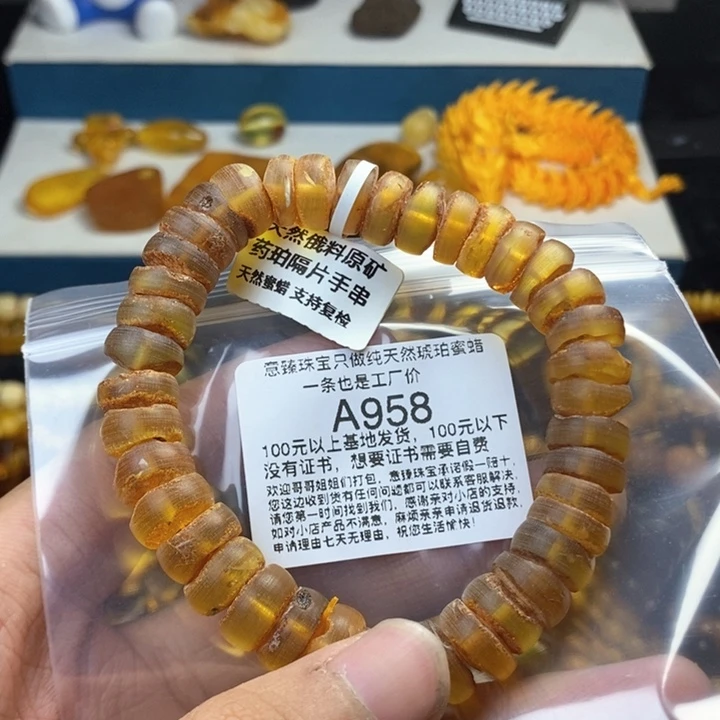 天然俄料原矿
药珀隔片手串
天然蜜蜡 支持复检
意臻珠宝只做纯天然琥珀蜜蜡
一条也是工厂价
A958
100元以上基地发货，100元以下
没有证书，想要证书需要自费
欢迎哥哥姐姐们打包，意臻珠宝承诺假一赔十，
您这边收到货有任何问题都可以联系客服解决，
请您第一时间找到我们，感谢亲对小店的支持，
如对小店产品不满意，麻烦亲亲申请退货退款，
申请理由七天无理由，祝您生活愉快！